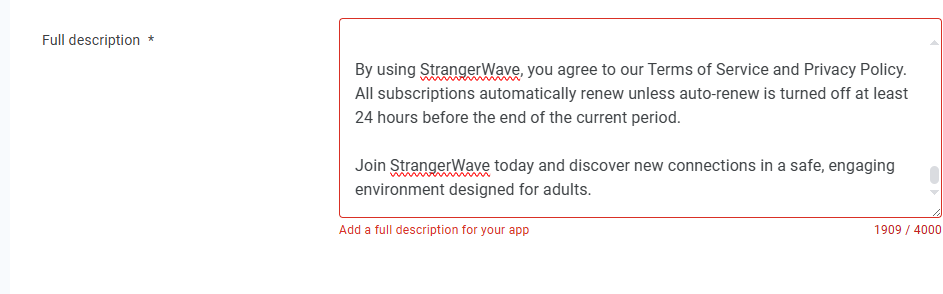 Full description *
By using StrangerWave, you agree to our Terms of Service and Privacy Policy.
All subscriptions automatically renew unless auto-renew is turned off at least
24 hours before the end of the current period.
Join StrangerWave today and discover new connections in a safe, engaging
environment designed for adults.
Add a full description for your app
1909 / 4000